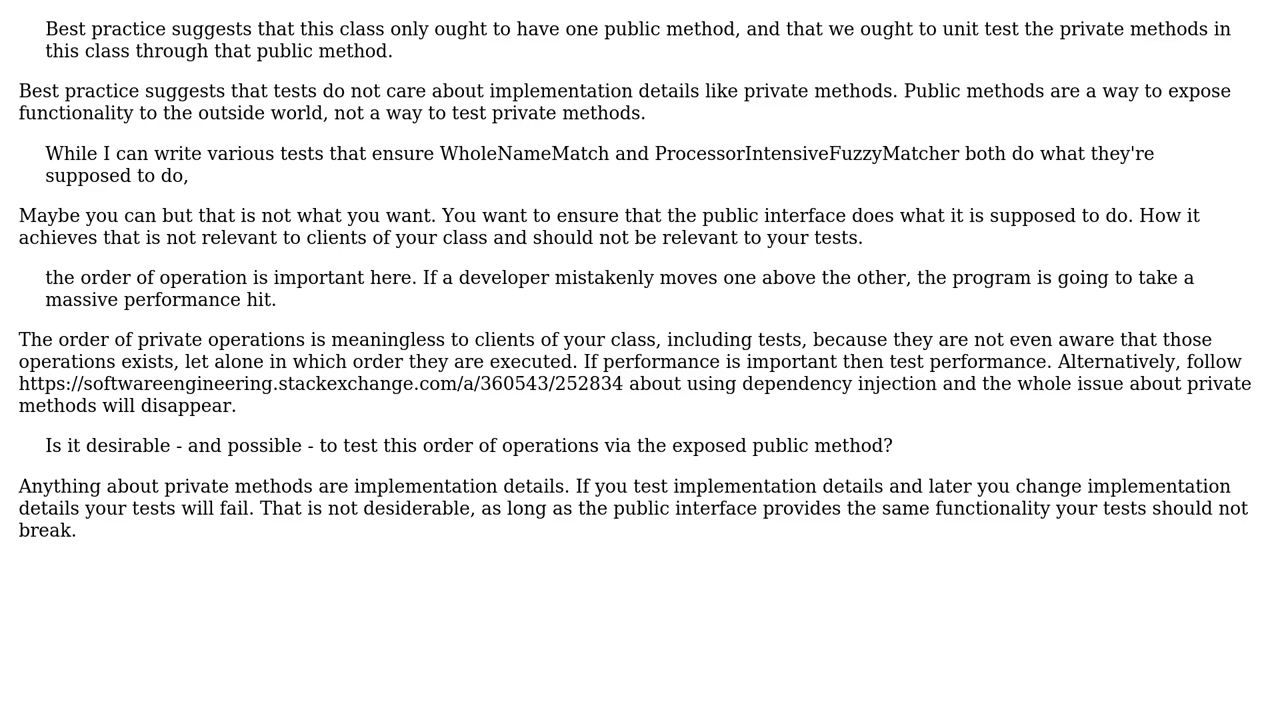 Best practice suggests that this class only ought to have one public method, and that we ought to unit test the private methods in
this class through that public method.
Best practice suggests that tests do not care about implementation details like private methods. Public methods are a way to expose
functionality to the outside world, not a way to test private methods.
While I can write various tests that ensure WholeNameMatch and ProcessorIntensiveFuzzyMatcher both do what they're
supposed to do,
Maybe you can but that is not what you want. You want to ensure that the public interface does what it is supposed to do. How it
achieves that is not relevant to clients of your class and should not be relevant to your tests.
the order of operation is important here. If a developer mistakenly moves one above the other, the program is going to take a
massive performance hit.
The order of private operations is meaningless to clients of your class, including tests, because they are not even aware that those
operations exists, let alone in which order they are executed. If performance is important then test performance. Alternatively, follow
https://softwareengineering.stackexchange.com/a/360543/252834 about using dependency injection and the whole issue about private
methods will disappear.
Is it desirable - and possible - to test this order of operations via the exposed public method?
Anything about private methods are implementation details. If you test implementation details and later you change implementation
details your tests will fail. That is not desiderable, as long as the public interface provides the same functionality your tests should not
break.